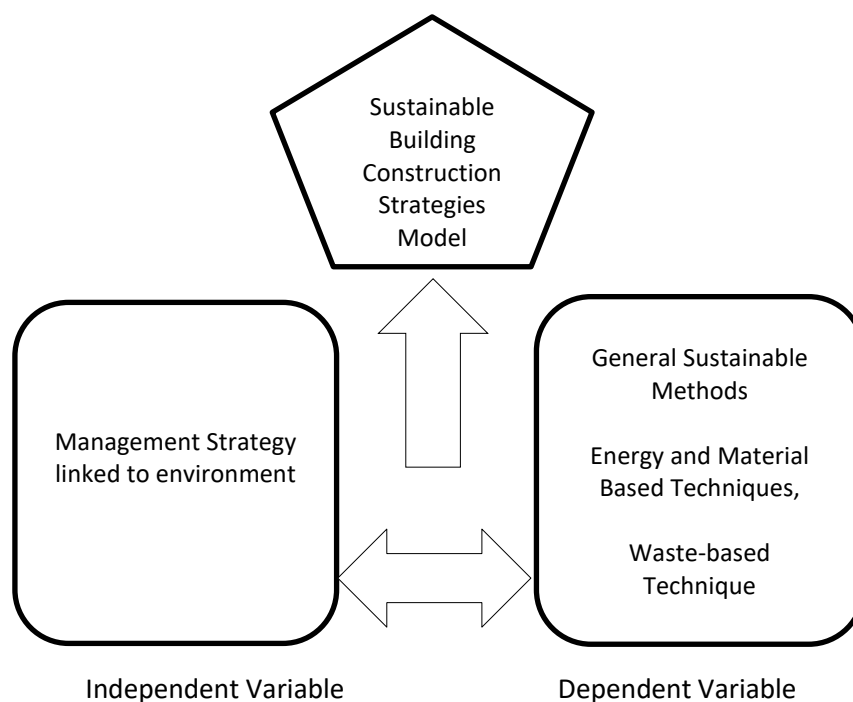 Sustainable
Building
Construction
Strategies
Model
Management Strategy
linked to environment
General Sustainable
Methods
Energy and Material
Based Techniques,
Waste-based
Technique
Independent Variable
Dependent Variable